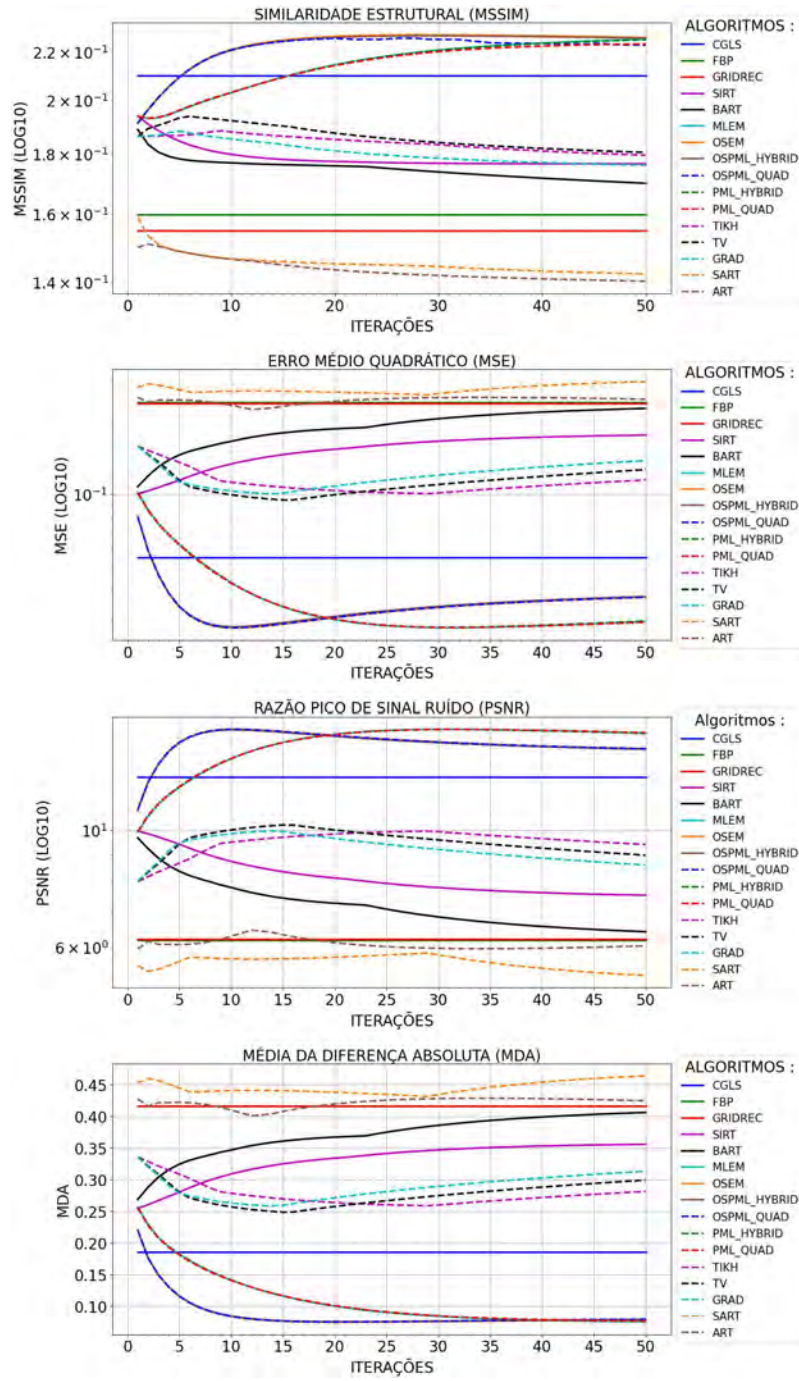 SIMILARIDADE ESTRUTURAL (MSSIM)
MSSIM (LOG10)
2.2 × 10⁻¹
2 × 10⁻¹
1.8 × 10⁻¹
1.6 × 10⁻¹
1.4 × 10⁻¹
0 5 10 15 20 25 30 35 40 45 50
ITERAÇÕES
ALGORITMOS :
CGLS
FBP
GRIDREC
SIRT
BART
MLEM
OSEM
OSPML_HYBRID
OSPML_QUAD
PML_HYBRID
PML_QUAD
TIKH
TV
GRAD
SART
ART
ERRO MÉDIO QUADRÁTICO (MSE)
MSE (LOG10)
10⁻¹
0 5 10 15 20 25 30 35 40 45 50
ITERAÇÕES
ALGORITMOS :
CGLS
FBP
GRIDREC
SIRT
BART
MLEM
OSEM
OSPML_HYBRID
OSPML_QUAD
PML_HYBRID
PML_QUAD
TIKH
TV
GRAD
SART
ART
RAZÃO PICO DE SINAL RUÍDO (PSNR)
PSNR (LOG10)
10¹
6 × 10⁰
0 5 10 15 20 25 30 35 40 45 50
ITERAÇÕES
Algoritmos :
CGLS
FBP
GRIDREC
SIRT
BART
MLEM
OSEM
OSPML_HYBRID
OSPML_QUAD
PML_HYBRID
PML_QUAD
TIKH
TV
GRAD
SART
ART
MÉDIA DA DIFERENÇA ABSOLUTA (MDA)
MDA
0.45
0.40
0.35
0.30
0.25
0.20
0.15
0.10
0 5 10 15 20 25 30 35 40 45 50
ITERAÇÕES
ALGORITMOS :
CGLS
FBP
GRIDREC
SIRT
BART
MLEM
OSEM
OSPML_HYBRID
OSPML_QUAD
PML_HYBRID
PML_QUAD
TIKH
TV
GRAD
SART
ART